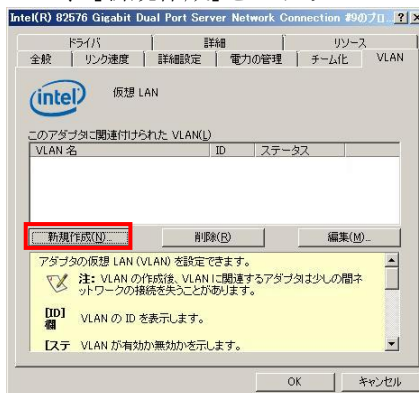 Intel(R) 82576 Gigabit Dual Port Server Network Connection #9のプロ...
ドライバ 詳細 リソース
全般 リンク速度 詳細設定 電力の管理 チーム化 VLAN
intel 仮想 LAN
このアダプタに関連付けられた VLAN(L)
VLAN 名 ID ステータス
新規作成(N)... 削除(R) 編集(M)...
アダプタの仮想 LAN (VLAN) を設定できます。
注: VLAN の作成後、VLAN に関連するアダプタは少しの間ネ
ットワークの接続を失うことがあります。
[ID]
欄 VLAN の ID を表示します。
[ステ VLAN が有効か無効かを示します。
OK キャンセル